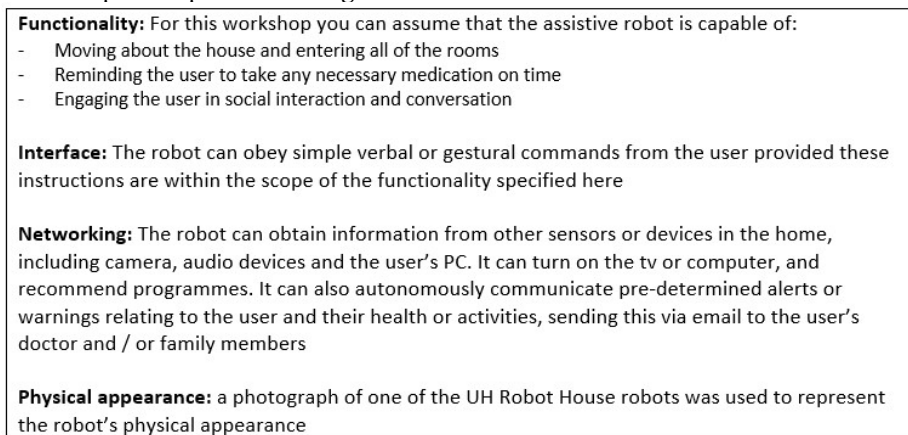 Functionality: For this workshop you can assume that the assistive robot is capable of:
- Moving about the house and entering all of the rooms
- Reminding the user to take any necessary medication on time
- Engaging the user in social interaction and conversation
Interface: The robot can obey simple verbal or gestural commands from the user provided these
instructions are within the scope of the functionality specified here
Networking: The robot can obtain information from other sensors or devices in the home,
including camera, audio devices and the user's PC. It can turn on the tv or computer, and
recommend programmes. It can also autonomously communicate pre-determined alerts or
warnings relating to the user and their health or activities, sending this via email to the user's
doctor and / or family members
Physical appearance: a photograph of one of the UH Robot House robots was used to represent
the robot's physical appearance